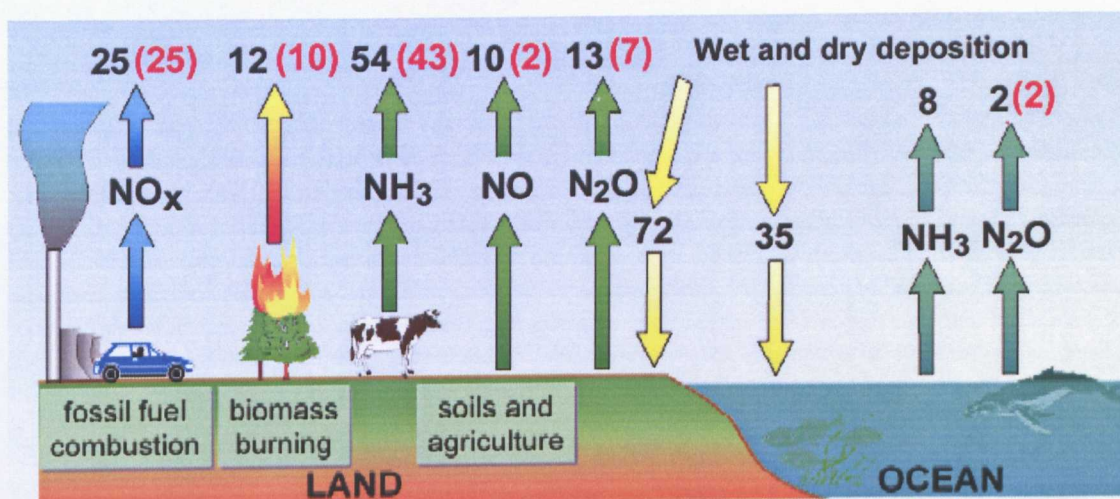 25(25) 12(10) 54(43) 10(2) 13(7) Wet and dry deposition
8 2(2)
NOx NH3 NO N2O
72 35 NH3 N2O
fossil fuel
combustion
biomass
burning
soils and
agriculture
LAND OCEAN